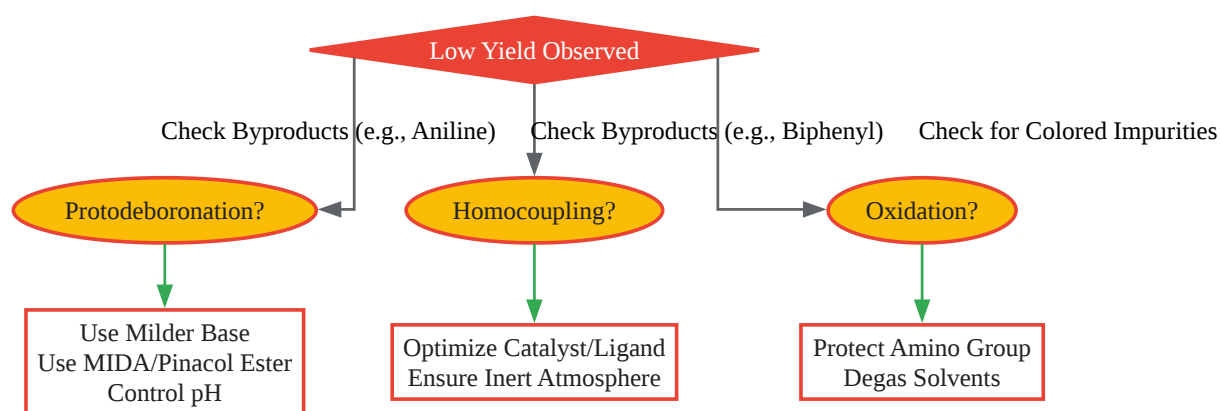 Low Yield Observed
Check Byproducts (e.g., Aniline)
Check Byproducts (e.g., Biphenyl)
Check for Colored Impurities
Protodeboronation?
Homocoupling?
Oxidation?
Use Milder Base
Use MIDA/Pinacol Ester
Control pH
Optimize Catalyst/Ligand
Ensure Inert Atmosphere
Protect Amino Group
Degas Solvents